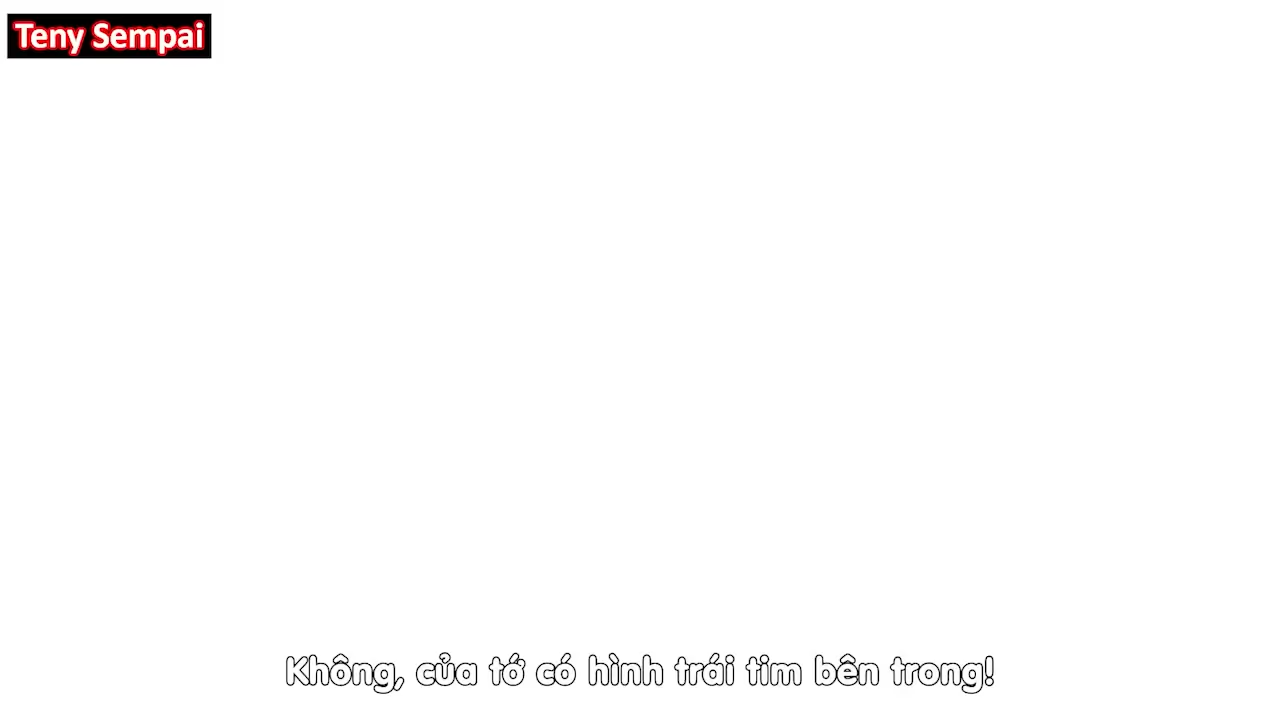 Teny Sempai
Không, của tớ có hình trái tim bên trong!